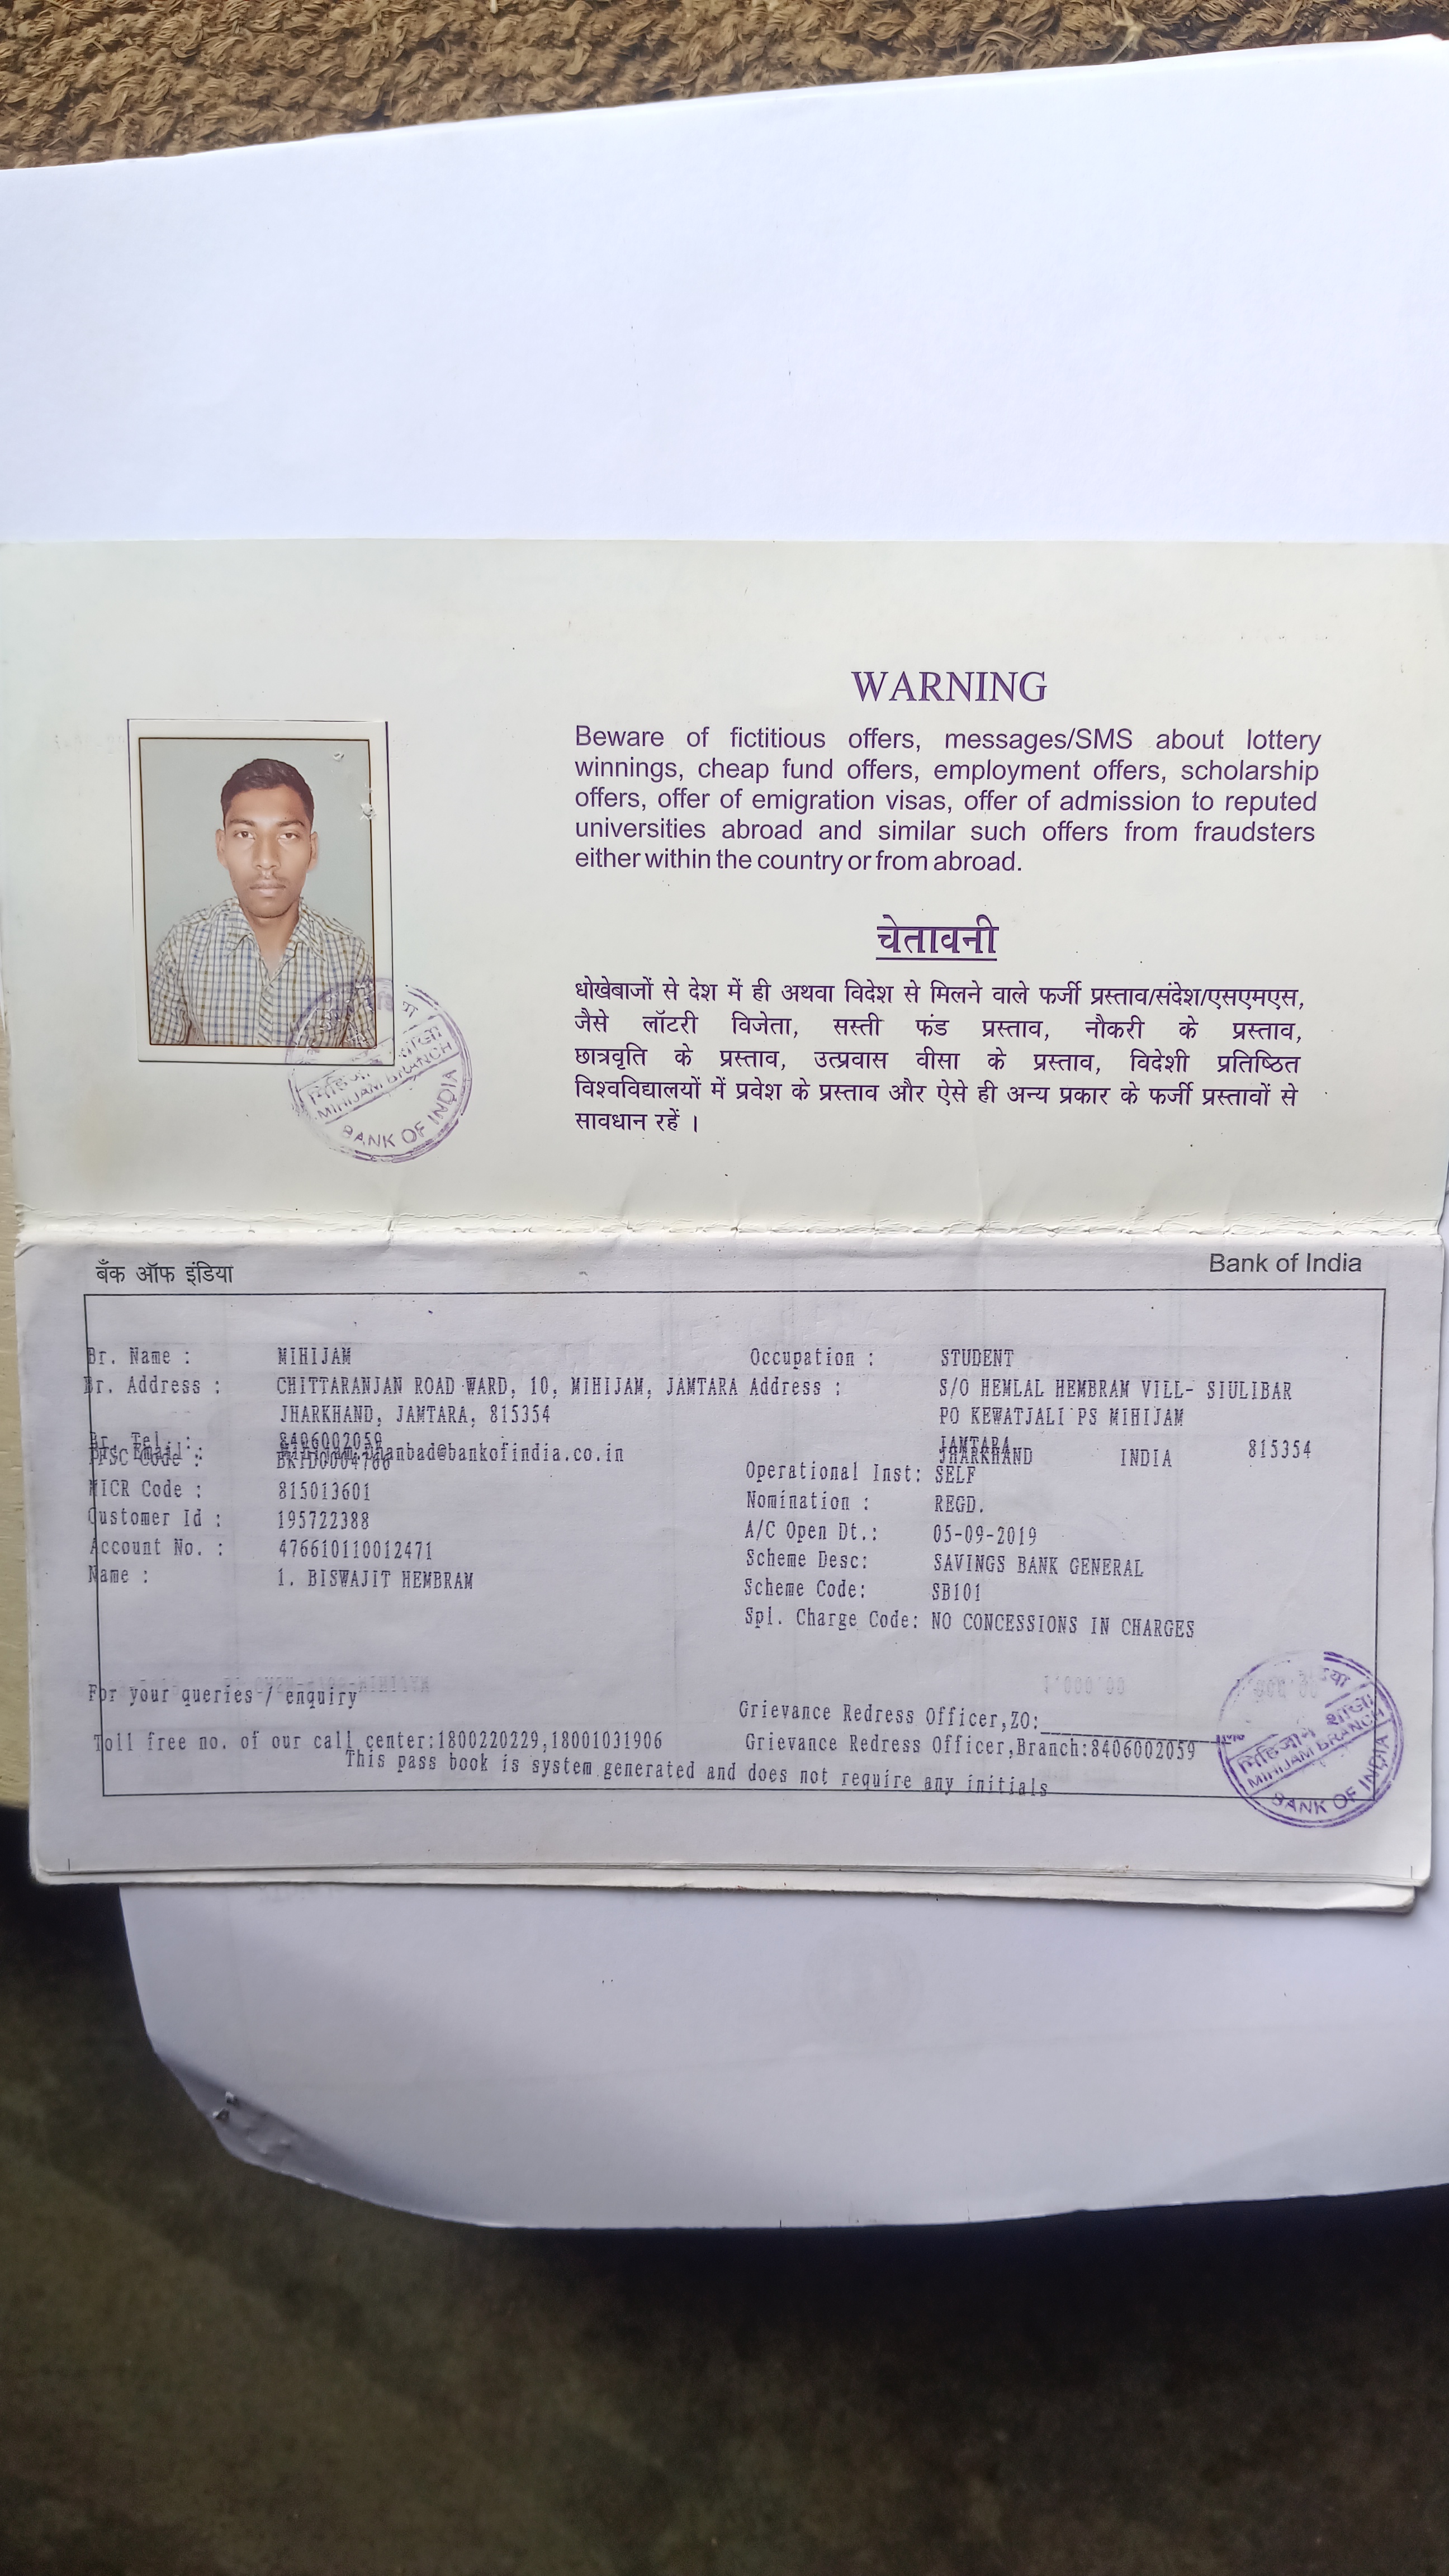 WARNING
Beware of fictitious offers, messages/SMS about lottery
winnings, cheap fund offers, employment offers, scholarship
offers, offer of emigration visas, offer of admission to reputed
universities abroad and similar such offers from fraudsters
either within the country or from abroad.
चेतावनी
धोखेबाजों से देश में ही अथवा विदेश से मिलने वाले फर्जी प्रस्ताव/संदेश/एसएमएस,
जैसे लॉटरी विजेता, सस्ती फंड प्रस्ताव, नौकरी के प्रस्ताव,
छात्रवृति के प्रस्ताव, उत्प्रवास वीसा के प्रस्ताव, विदेशी प्रतिष्ठित
विश्वविद्यालयों में प्रवेश के प्रस्ताव और ऐसे ही अन्य प्रकार के फर्जी प्रस्तावों से
सावधान रहें ।
MIHIJAM BRANCH
BANK OF INDIA
बैंक ऑफ इंडिया Bank of India
Br. Name : MIHIJAM Occupation : STUDENT
Br. Address : CHITTARANJAN ROAD WARD, 10, MIHIJAM, JAMTARA Address : S/O HEMLAL HEMBRAM VILL- SIULIBAR
JHARKHAND, JAMTARA, 815354 PO KEWATJALI PS MIHIJAM
Br. Tel. : 8406002059 JAMTARA
JHARKHAND INDIA 815354
Operational Inst: SELF
MICR Code : 815013601 Nomination : REGD.
Customer Id : 195722388 A/C Open Dt.: 05-09-2019
Account No. : 476610110012471 Scheme Desc: SAVINGS BANK GENERAL
Name : 1. BISWAJIT HEMBRAM Scheme Code: SB101
Spl. Charge Code: NO CONCESSIONS IN CHARGES
For your queries / enquiry Grievance Redress Officer,ZO:
Toll free no. of our call center:1800220229,18001031906 Grievance Redress Officer,Branch:8406002059
This pass book is system generated and does not require any initials
मिहिजाम शाखा
MIHIJAM BRANCH
BANK OF INDIA